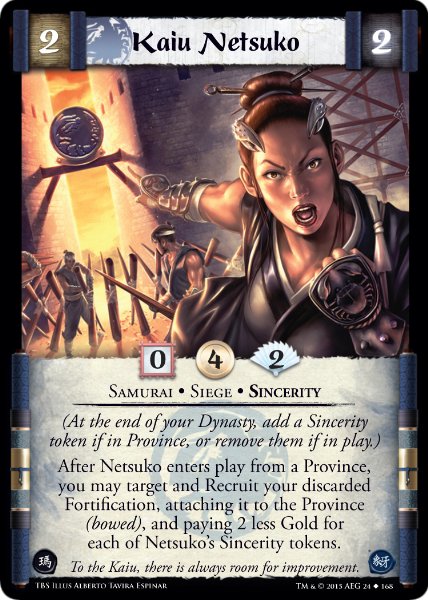 2 Kaiu Netsuko 2
0 4 2
Samurai • Siege • Sincerity
(At the end of your Dynasty, add a Sincerity
token if in Province, or remove them if in play.)
After Netsuko enters play from a Province,
you may target and Recruit your discarded
Fortification, attaching it to the Province
(bowed), and paying 2 less Gold for
each of Netsuko's Sincerity tokens.
To the Kaiu, there is always room for improvement.
TBS Illus Alberto Tavira Espinar TM & © 2015 AEG 24 ♦ 168